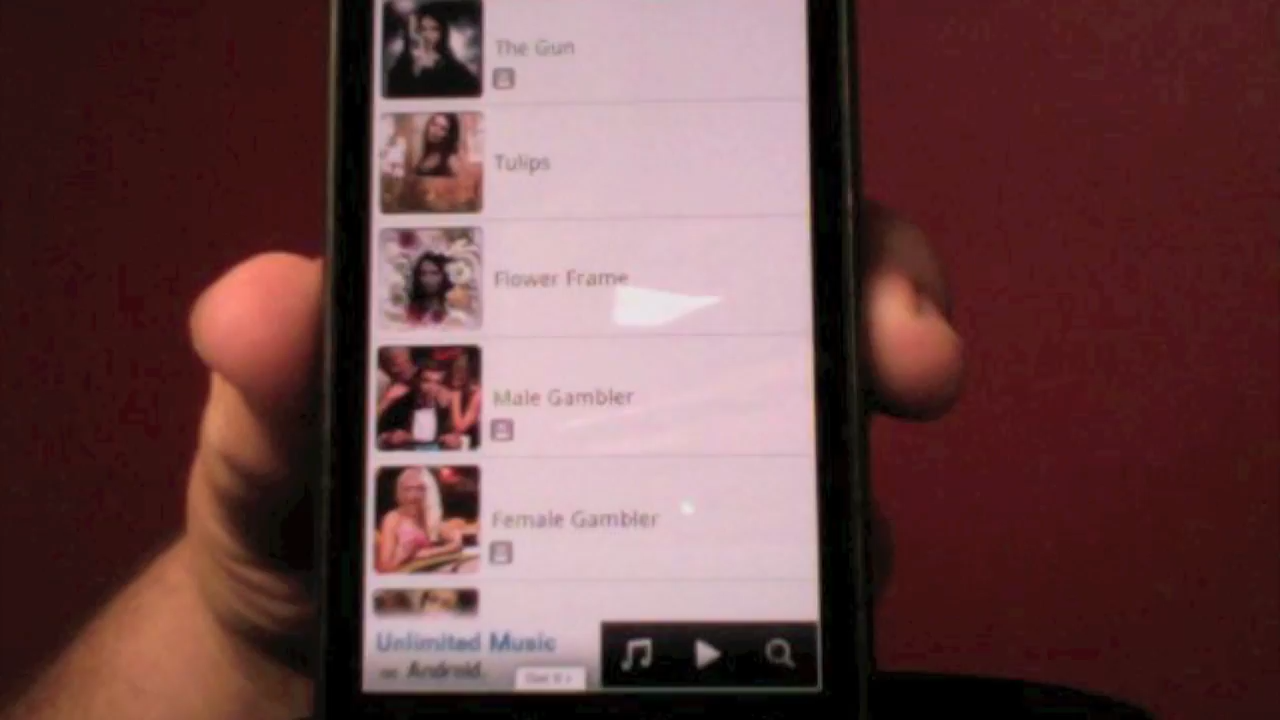 The Gun
Tulips
Flower Frame
Male Gambler
Female Gambler
Unlimited Music
on Android.